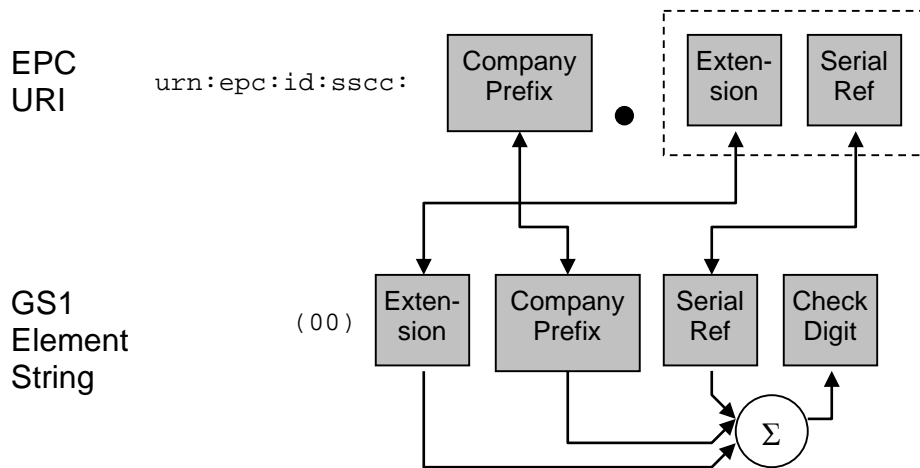 EPC
URI
urn:epc:id:sscc:
Company
Prefix
●
Exten-
sion
Serial
Ref
GS1
Element
String
(00)
Exten-
sion
Company
Prefix
Serial
Ref
Check
Digit
Σ